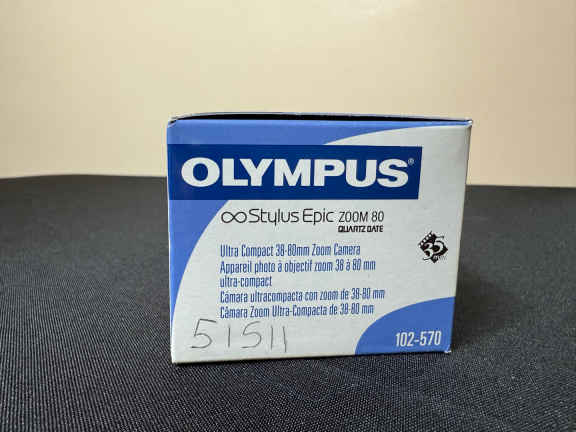 OLYMPUS®
∞Stylus Epic ZOOM 80
QUARTZ DATE
35mm
Ultra Compact 38-80mm Zoom Camera
Appareil photo à objectif zoom 38 à 80 mm
ultra-compact
Cámara ultracompacta con zoom de 38-80 mm
Câmara Zoom Ultra-Compacta de 38-80 mm
51511
102-570